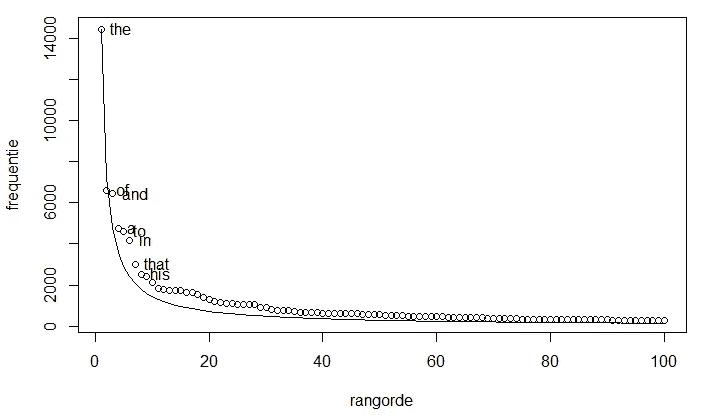 14000
10000
6000
2000
0
frequentie
the
of
and
a
to
in
that
his
0 20 40 60 80 100
rangorde